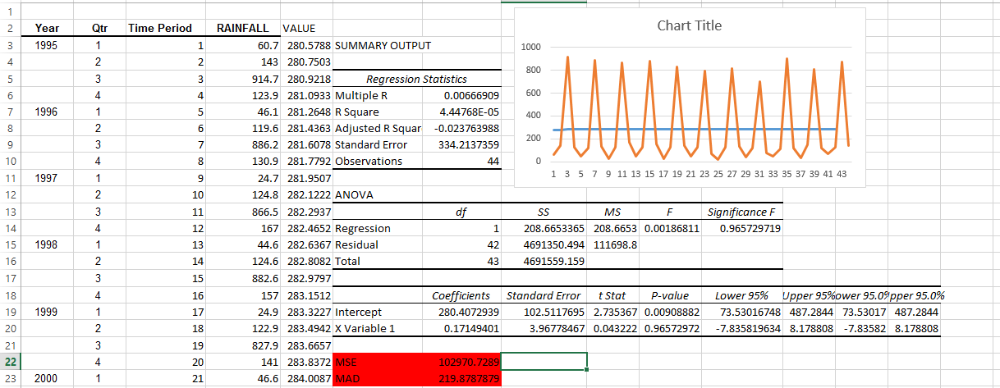 Chart Title
1
2 Year Qtr Time Period RAINFALL VALUE
3 1995 1 1 60.7 280.5788 SUMMARY OUTPUT 1000
4 2 2 143 280.7503 800
5 3 3 914.7 280.9218 Regression Statistics 600
6 4 4 123.9 281.0933 Multiple R 0.00666909 400
7 1996 1 5 46.1 281.2648 R Square 4.44768E-05
8 2 6 119.6 281.4363 Adjusted R Squar -0.023763988 200
9 3 7 886.2 281.6078 Standard Error 334.2137359 0
10 4 8 130.9 281.7792 Observations 44
1 3 5 7 9 11 13 15 17 19 21 23 25 27 29 31 33 35 37 39 41 43
11 1997 1 9 24.7 281.9507
12 2 10 124.8 282.1222 ANOVA
13 3 11 866.5 282.2937 df SS MS F Significance F
14 4 12 167 282.4652 Regression 1 208.6653365 208.6653 0.00186811 0.965729719
15 1998 1 13 44.6 282.6367 Residual 42 4691350.494 111698.8
16 2 14 124.6 282.8082 Total 43 4691559.159
17 3 15 882.6 282.9797
18 4 16 157 283.1512 Coefficients Standard Error t Stat P-value Lower 95% Upper 95% ower 95.0% pper 95.0%
19 1999 1 17 24.9 283.3227 Intercept 280.4072939 102.5117695 2.735367 0.00908882 73.53016748 487.2844 73.53017 487.2844
20 2 18 122.9 283.4942 X Variable 1 0.17149401 3.96778467 0.043222 0.96572972 -7.835819634 8.178808 -7.83582 8.178808
21 3 19 827.9 283.6657
22 4 20 141 283.8372 MSE 102970.7289
23 2000 1 21 46.6 284.0087 MAD 219.8787879